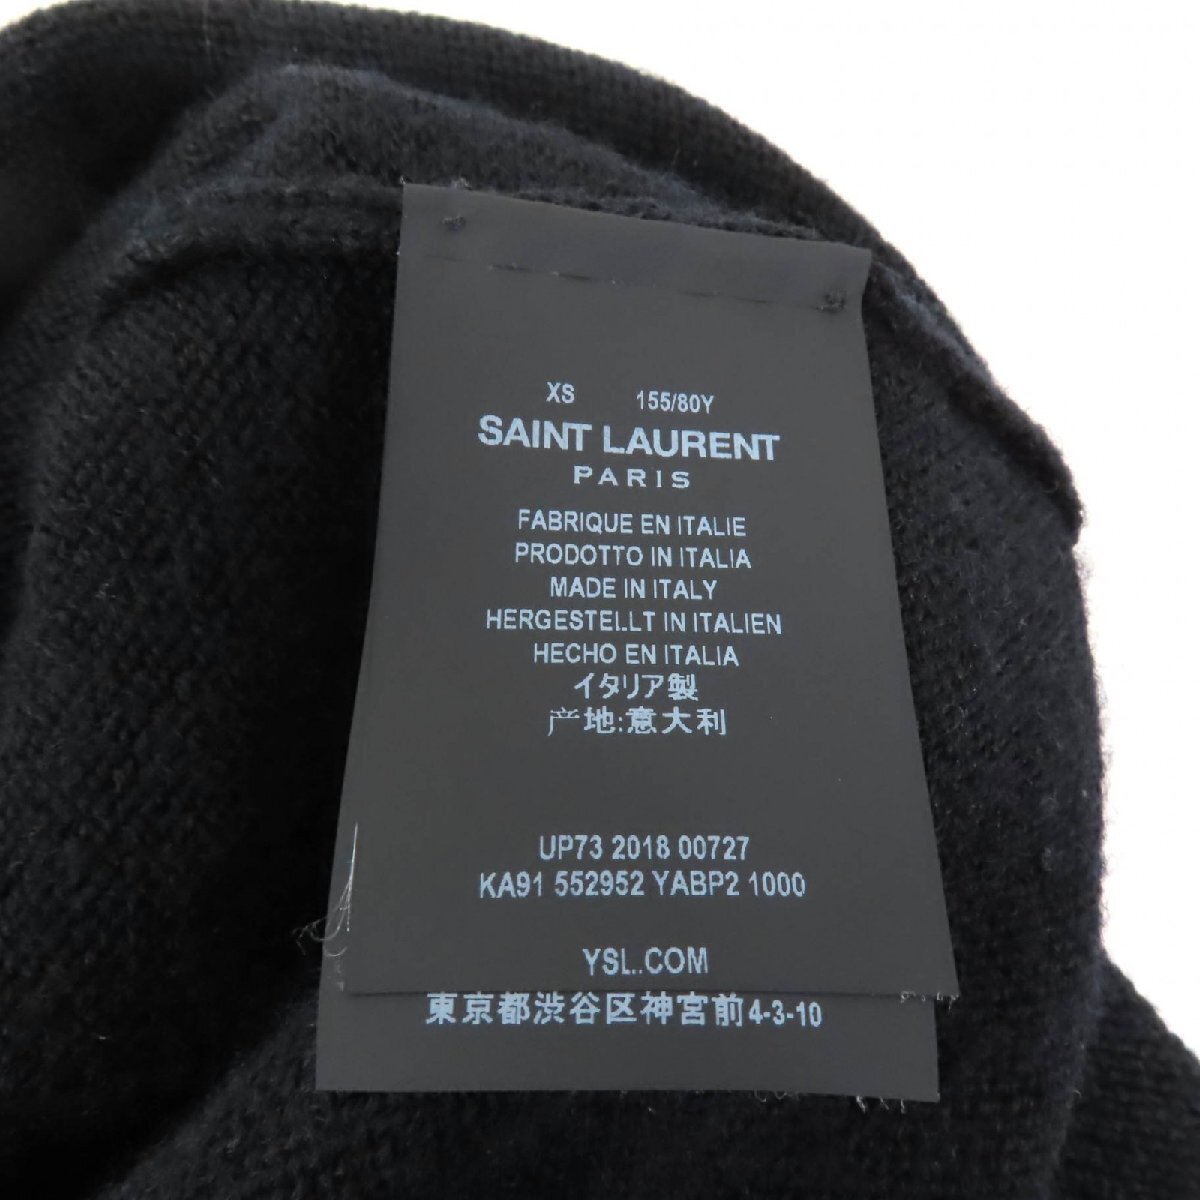 XS 155/80Y
SAINT LAURENT
PARIS
FABRIQUE EN ITALIE
PRODOTTO IN ITALIA
MADE IN ITALY
HERGESTELLT IN ITALIEN
HECHO EN ITALIA
イタリア製
产地:意大利
UP73 2018 00727
KA91 552952 YABP2 1000
YSL.COM
東京都渋谷区神宮前4-3-10